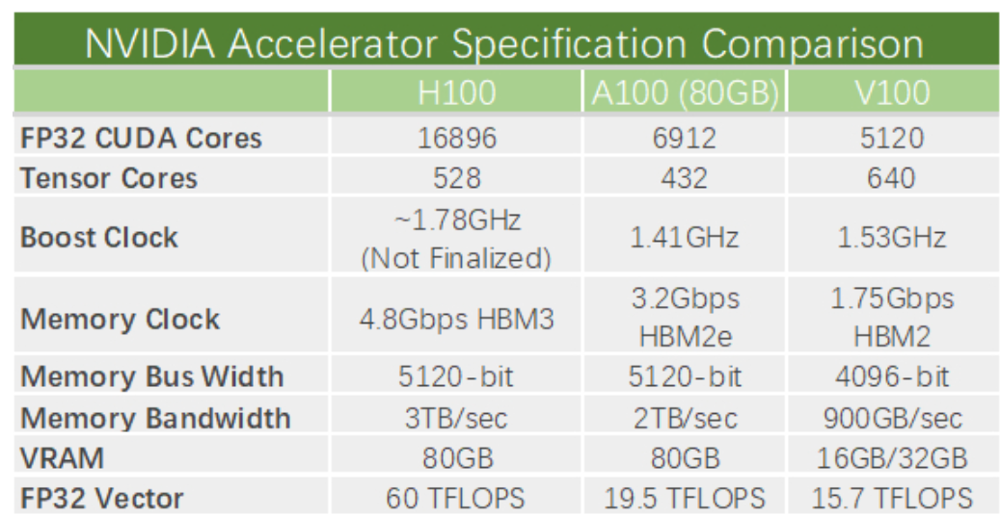 NVIDIA Accelerator Specification Comparison
H100 A100 (80GB) V100
FP32 CUDA Cores 16896 6912 5120
Tensor Cores 528 432 640
Boost Clock ~1.78GHz (Not Finalized) 1.41GHz 1.53GHz
Memory Clock 4.8Gbps HBM3 3.2Gbps HBM2e 1.75Gbps HBM2
Memory Bus Width 5120-bit 5120-bit 4096-bit
Memory Bandwidth 3TB/sec 2TB/sec 900GB/sec
VRAM 80GB 80GB 16GB/32GB
FP32 Vector 60 TFLOPS 19.5 TFLOPS 15.7 TFLOPS